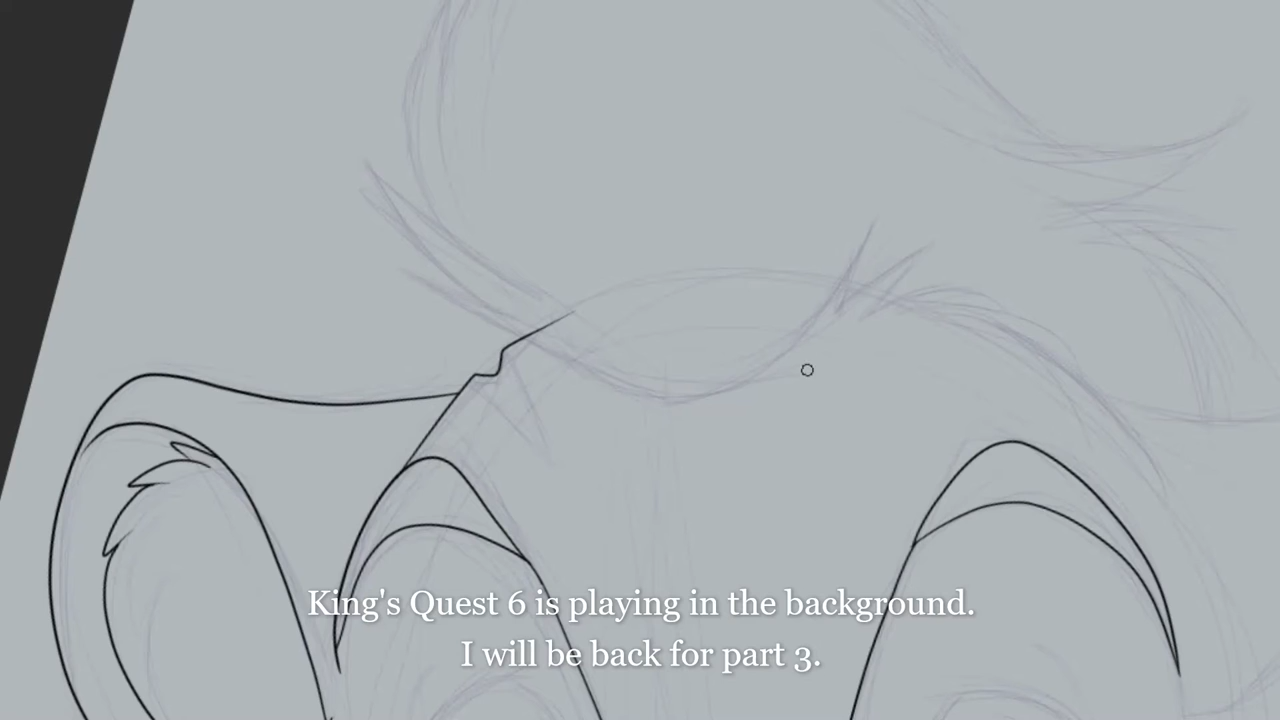 King's Quest 6 is playing in the background.
I will be back for part 3.